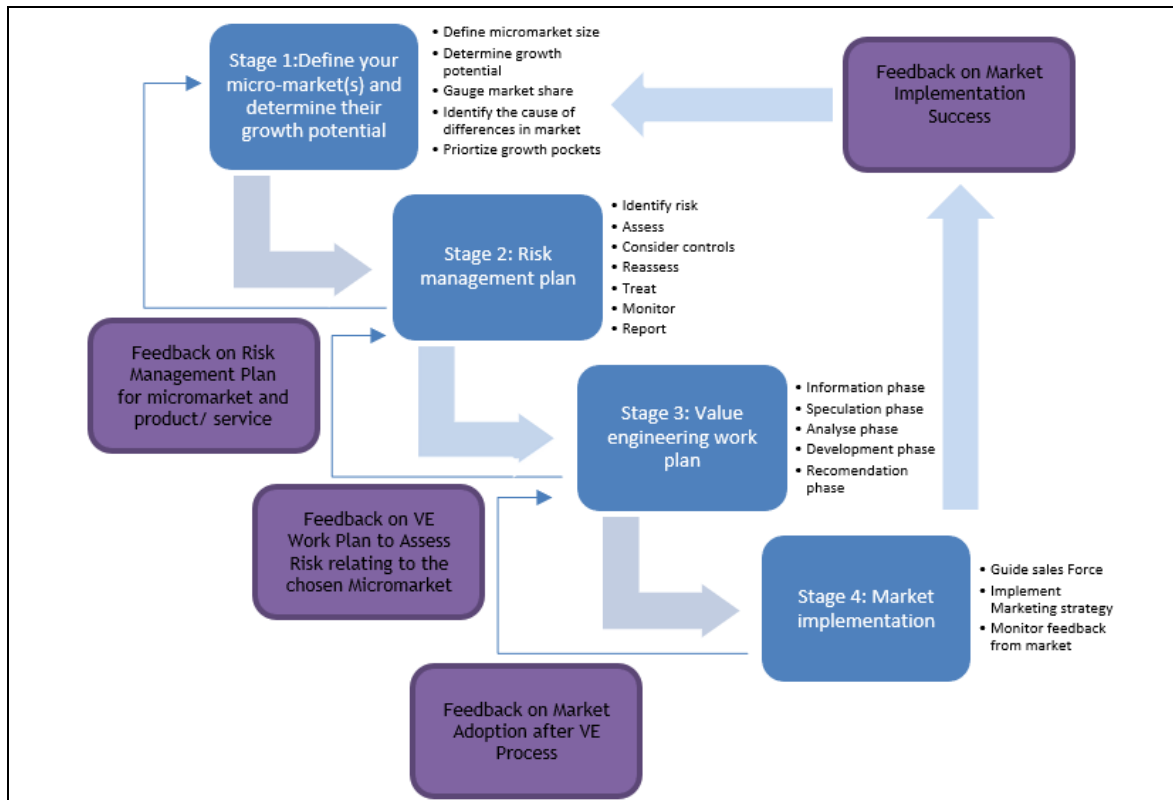 Stage 1:Define your
micro-market(s) and
determine their
growth potential
• Define micromarket size
• Determine growth
potential
• Gauge market share
• Identify the cause of
differences in market
• Priortize growth pockets
Feedback on Market
Implementation
Success
Stage 2: Risk
management plan
• Identify risk
• Assess
• Consider controls
• Reassess
• Treat
• Monitor
• Report
Feedback on Risk
Management Plan
for micromarket and
product/ service
Stage 3: Value
engineering work
plan
• Information phase
• Speculation phase
• Analyse phase
• Development phase
• Recomendation
phase
Feedback on VE
Work Plan to Assess
Risk relating to the
chosen Micromarket
Stage 4: Market
implementation
• Guide sales Force
• Implement
Marketing strategy
• Monitor feedback
from market
Feedback on Market
Adoption after VE
Process